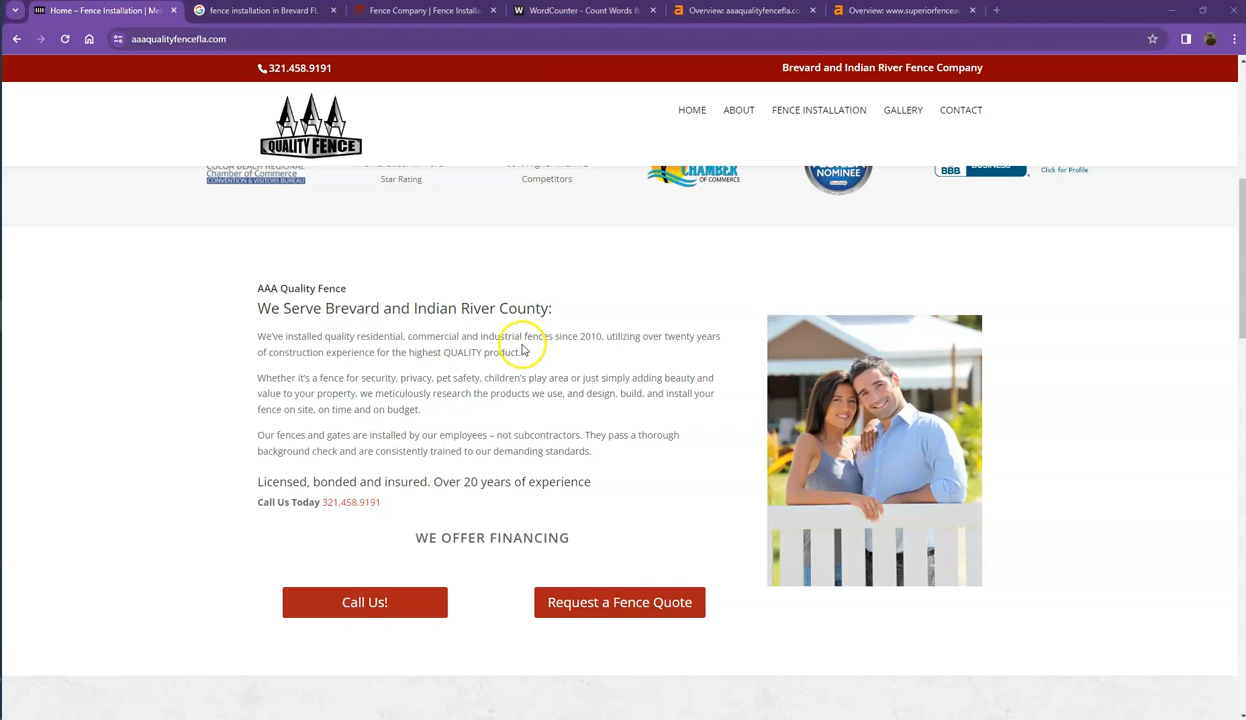 Home – Fence Installation | Me
fence installation in Brevard FL
Fence Company | Fence Installa
WordCounter - Count Words &
Overview: aaaqualityfencefla.co
Overview: www.superiorfencea
aaaqualityfencefla.com
321.458.9191
Brevard and Indian River Fence Company
AAA
QUALITY FENCE
HOME
ABOUT
FENCE INSTALLATION
GALLERY
CONTACT
Chamber of Commerce
CONVENTION & VISITORS BUREAU
Star Rating
Competitors
CHAMBER
OF COMMERCE
NOMINEE
BUSINESS
BBB
Click for Profile
AAA Quality Fence
We Serve Brevard and Indian River County:
We've installed quality residential, commercial and industrial fences since 2010, utilizing over twenty years
of construction experience for the highest QUALITY product.
Whether it's a fence for security, privacy, pet safety, children's play area or just simply adding beauty and
value to your property, we meticulously research the products we use, and design, build, and install your
fence on site, on time and on budget.
Our fences and gates are installed by our employees – not subcontractors. They pass a thorough
background check and are consistently trained to our demanding standards.
Licensed, bonded and insured. Over 20 years of experience
Call Us Today 321.458.9191
WE OFFER FINANCING
Call Us!
Request a Fence Quote